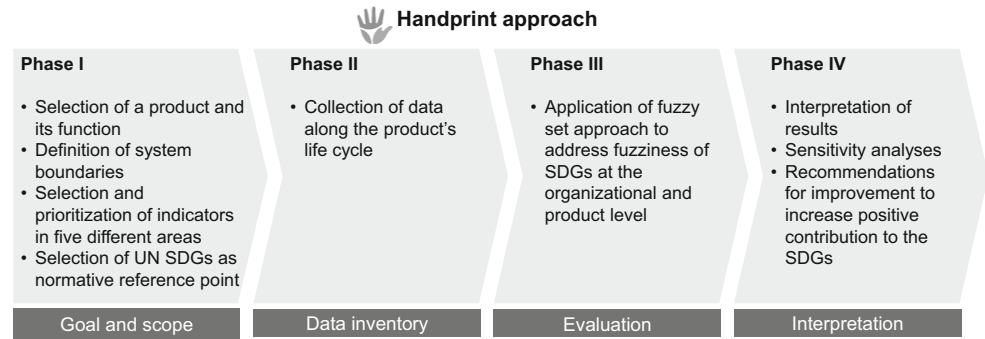 Handprint approach
Phase I
• Selection of a product and
its function
• Definition of system
boundaries
• Selection and
prioritization of indicators
in five different areas
• Selection of UN SDGs as
normative reference point
Goal and scope
Phase II
• Collection of data
along the product's
life cycle
Data inventory
Phase III
• Application of fuzzy
set approach to
address fuzziness of
SDGs at the
organizational and
product level
Evaluation
Phase IV
• Interpretation of
results
• Sensitivity analyses
• Recommendations
for improvement to
increase positive
contribution to the
SDGs
Interpretation